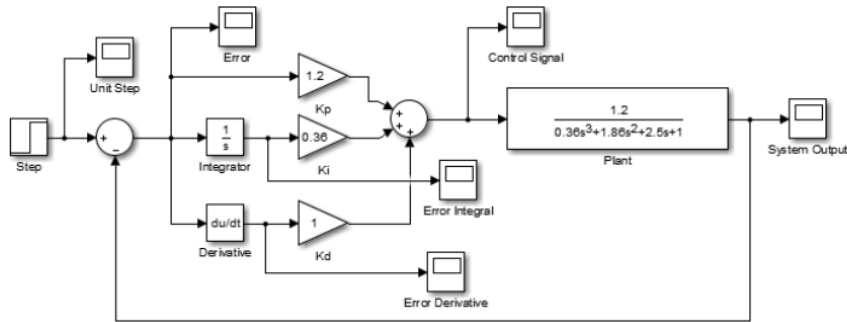 Step
Unit Step
+
−
Error
1.2
Kp
1
s
Integrator
0.36
Ki
Error Integral
du/dt
Derivative
1
Kd
Error Derivative
+
+
+
Control Signal
1.2
0.36s³+1.86s²+2.5s+1
Plant
System Output